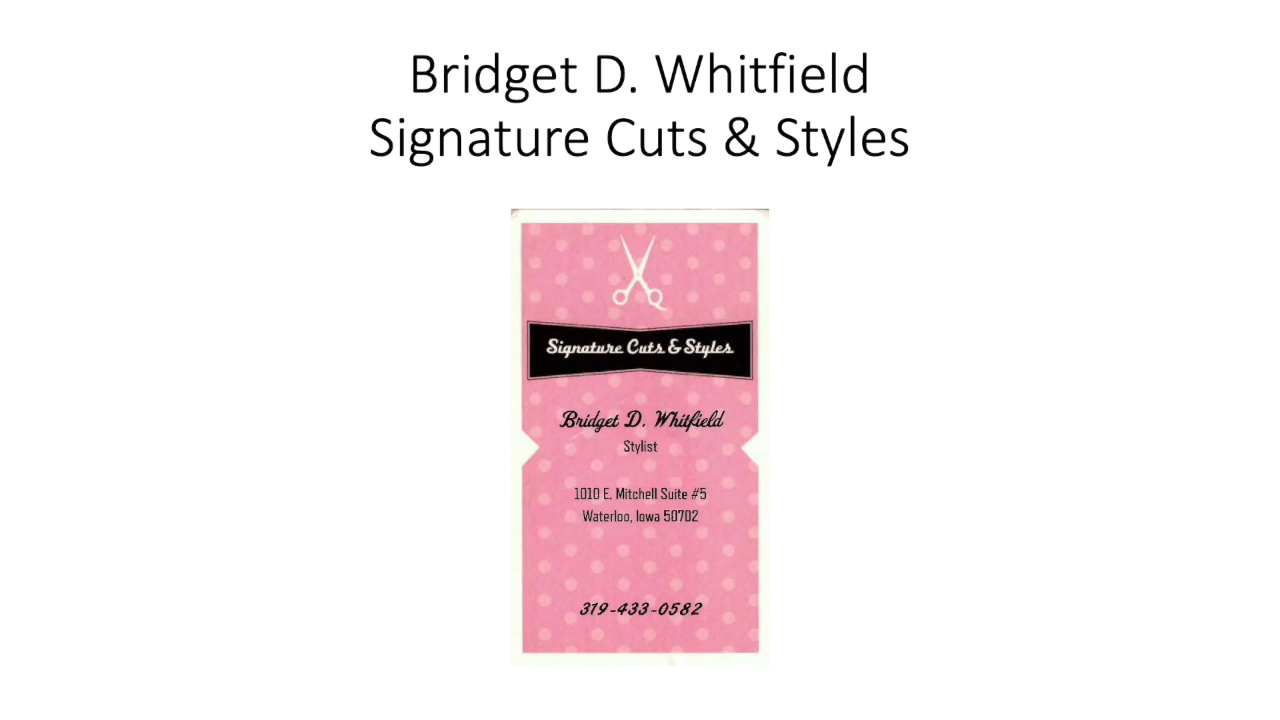 Bridget D. Whitfield
Signature Cuts & Styles
Signature Cuts & Styles
Bridget D. Whitfield
Stylist
1010 E. Mitchell Suite #5
Waterloo, Iowa 50702
319-433-0582